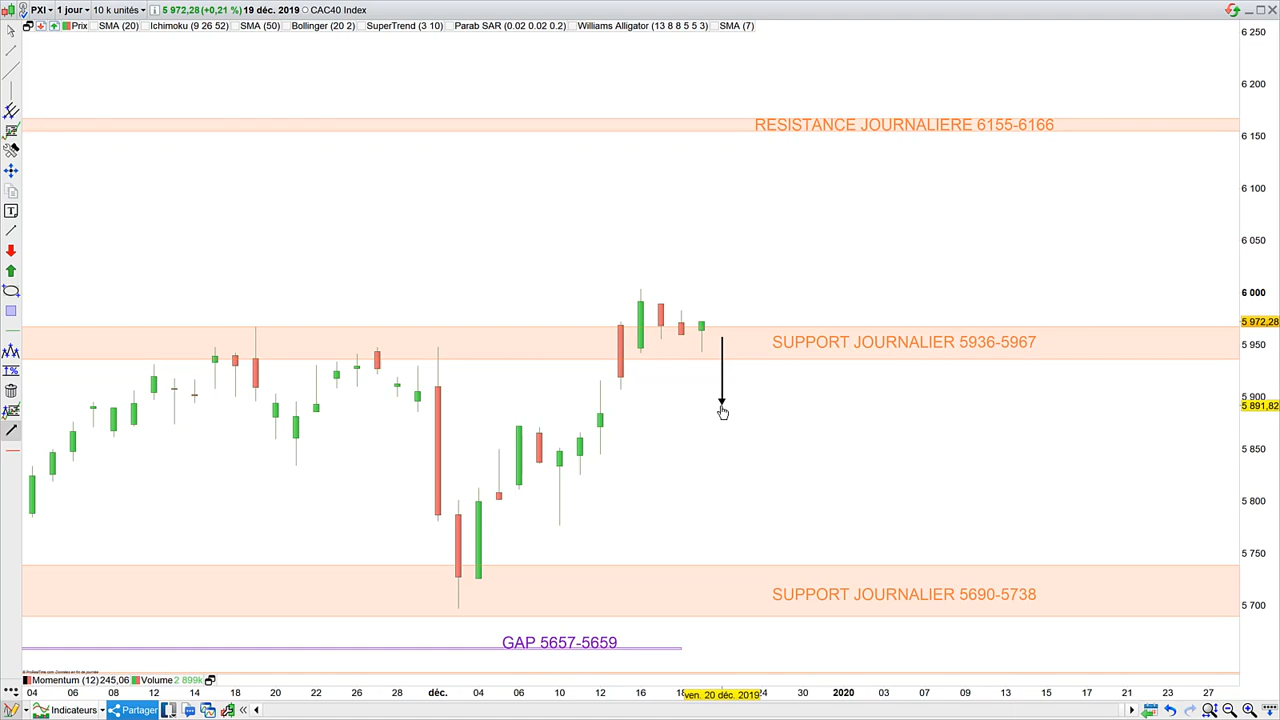 PXI 1 jour 10 k unités 5 972,28 (+0,21 %) 19 déc. 2019 CAC40 Index
Prix SMA (20) Ichimoku (9 26 52) SMA (50) Bollinger (20 2) SuperTrend (3 10) Parab SAR (0.02 0.02 0.2) Williams Alligator (13 8 8 5 5 3) SMA (7)
6 250
6 200
RESISTANCE JOURNALIERE 6155-6166
6 150
6 100
6 050
6 000
5 972,28
SUPPORT JOURNALIER 5936-5967
5 950
5 900
5 891,82
5 850
5 800
5 750
SUPPORT JOURNALIER 5690-5738
5 700
GAP 5657-5659
Momentum (12) 245,06 Volume 2 899k
04 06 08 12 14 18 20 22 26 28 déc. 04 06 10 12 16 18 ven. 20 déc. 2019 24 30 2020 03 07 09 13 15 17 21 23 27
Indicateurs Partager